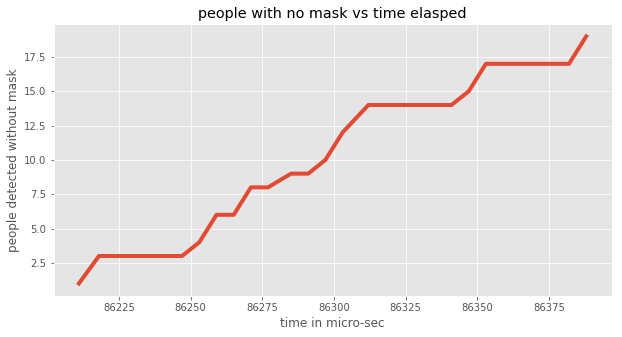 people with no mask vs time elasped
people detected without mask
17.5
15.0
12.5
10.0
7.5
5.0
2.5
86225 86250 86275 86300 86325 86350 86375
time in micro-sec